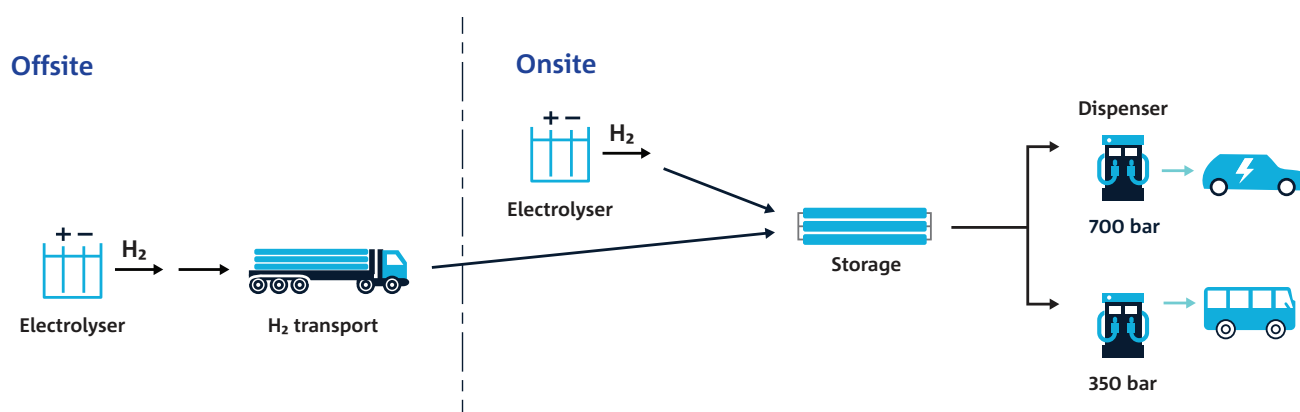 Offsite
+ −
H₂
Electrolyser
H₂ transport
Onsite
+ −
H₂
Electrolyser
Storage
Dispenser
700 bar
350 bar